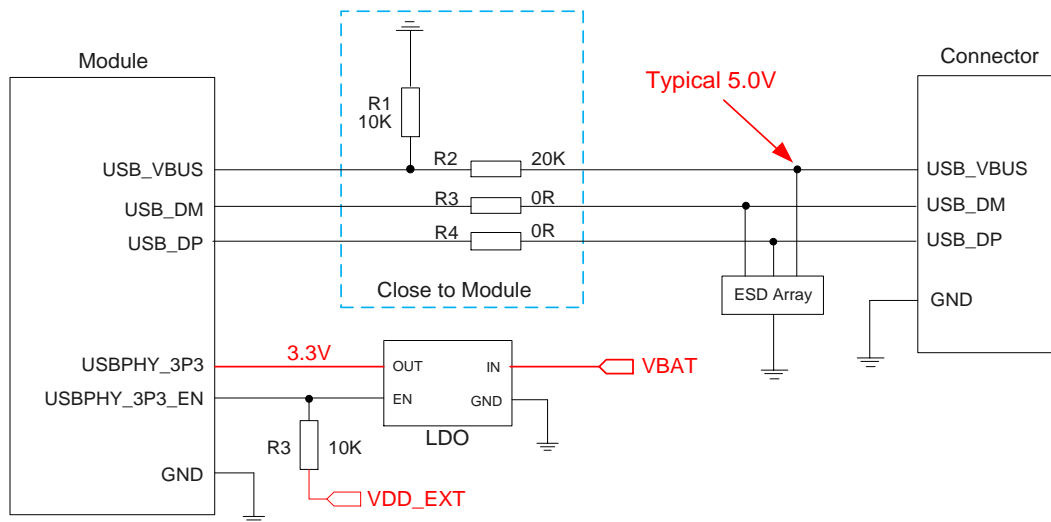 Module
Connector
Typical 5.0V
R1
10K
USB_VBUS
R2
20K
USB_VBUS
USB_DM
R3
0R
USB_DM
USB_DP
R4
0R
USB_DP
Close to Module
ESD Array
GND
USBPHY_3P3
3.3V
OUT
IN
VBAT
USBPHY_3P3_EN
EN
GND
LDO
R3
10K
GND
VDD_EXT